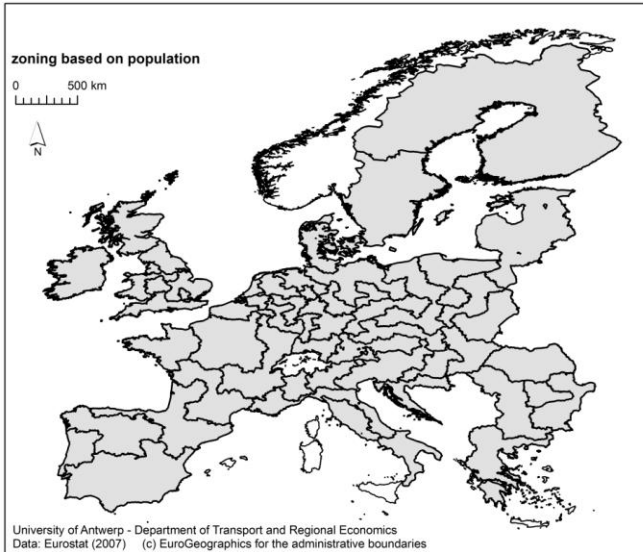 zoning based on population
0 500 km
N
University of Antwerp - Department of Transport and Regional Economics
Data: Eurostat (2007) (c) EuroGeographics for the administrative boundaries